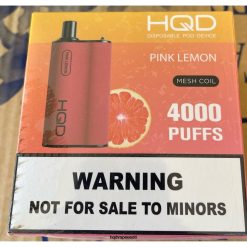 HQD
DISPOSABLE POD DEVICE
PINK LEMON
MESH COIL
HQD
4000
PUFFS
WARNING
NOT FOR SALE TO MINORS